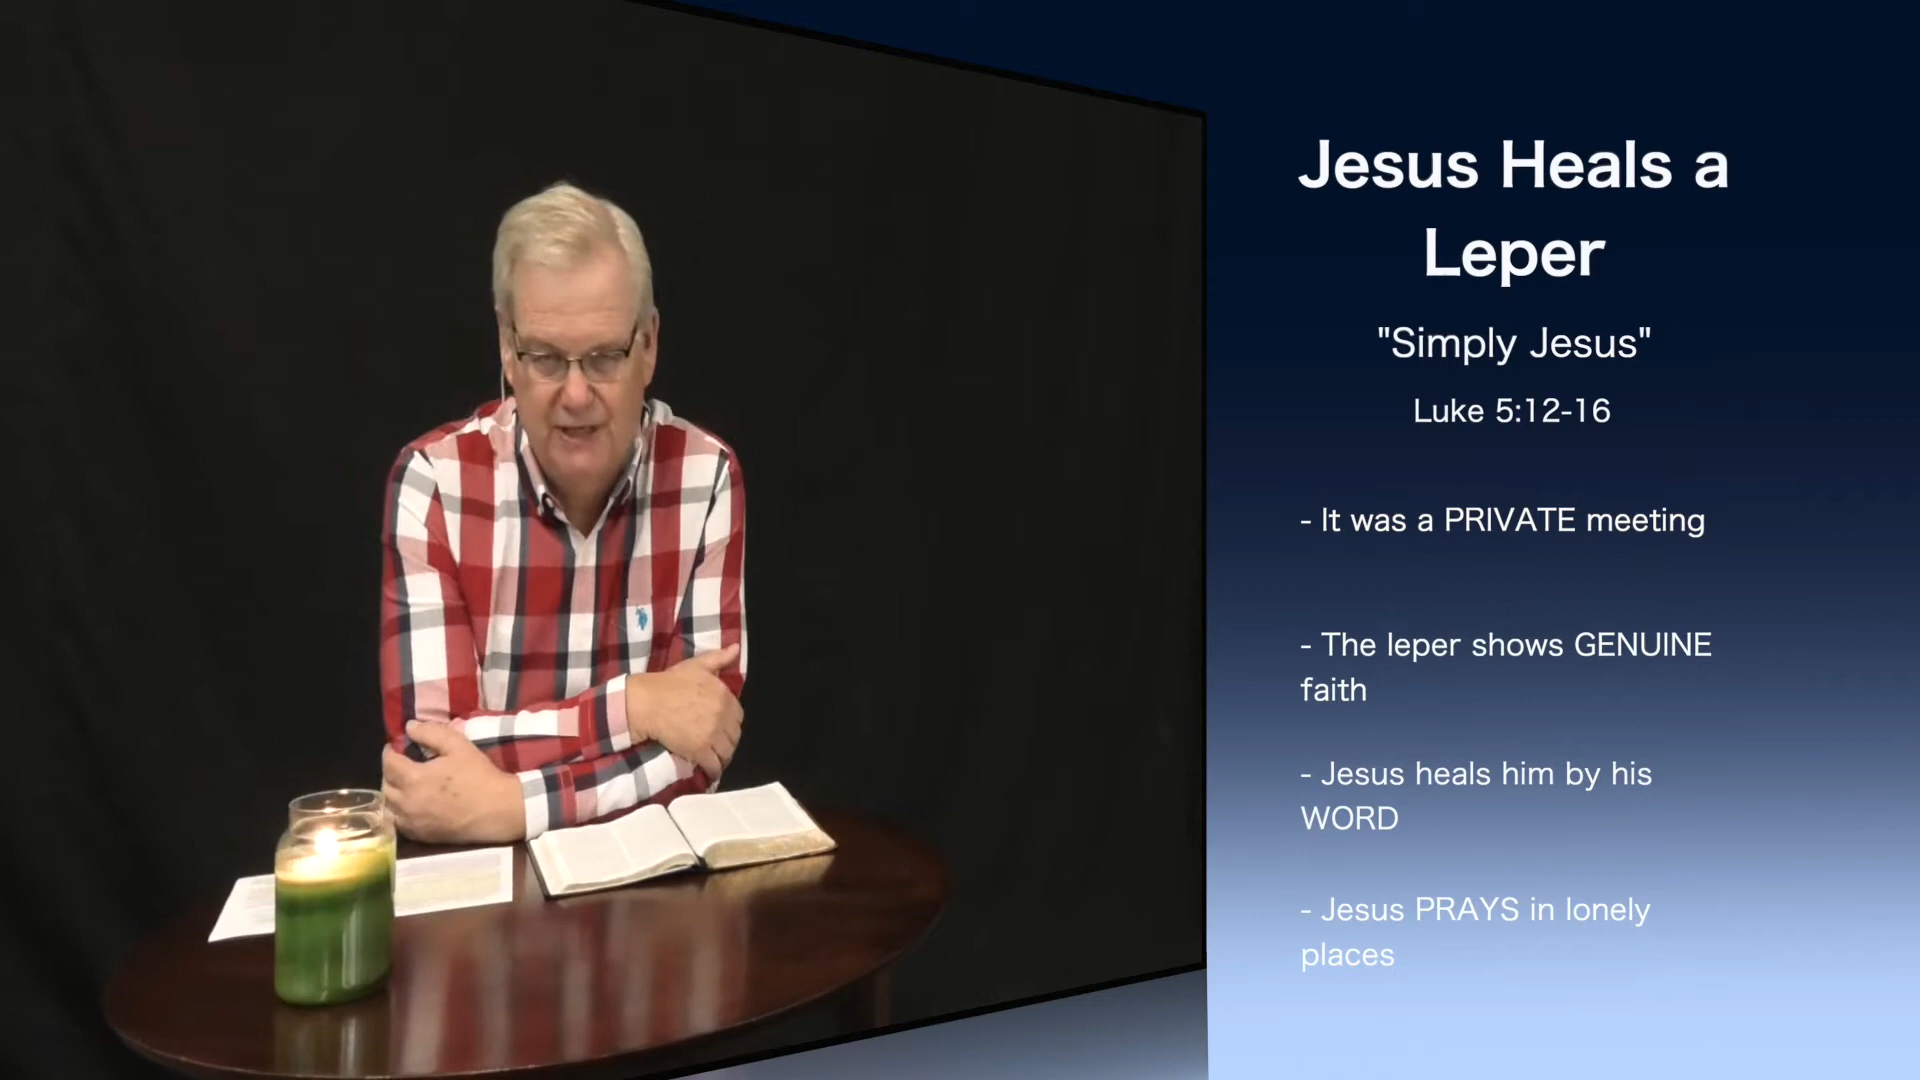 Jesus Heals a
Leper
"Simply Jesus"
Luke 5:12-16
- It was a PRIVATE meeting
- The leper shows GENUINE
faith
- Jesus heals him by his
WORD
- Jesus PRAYS in lonely
places